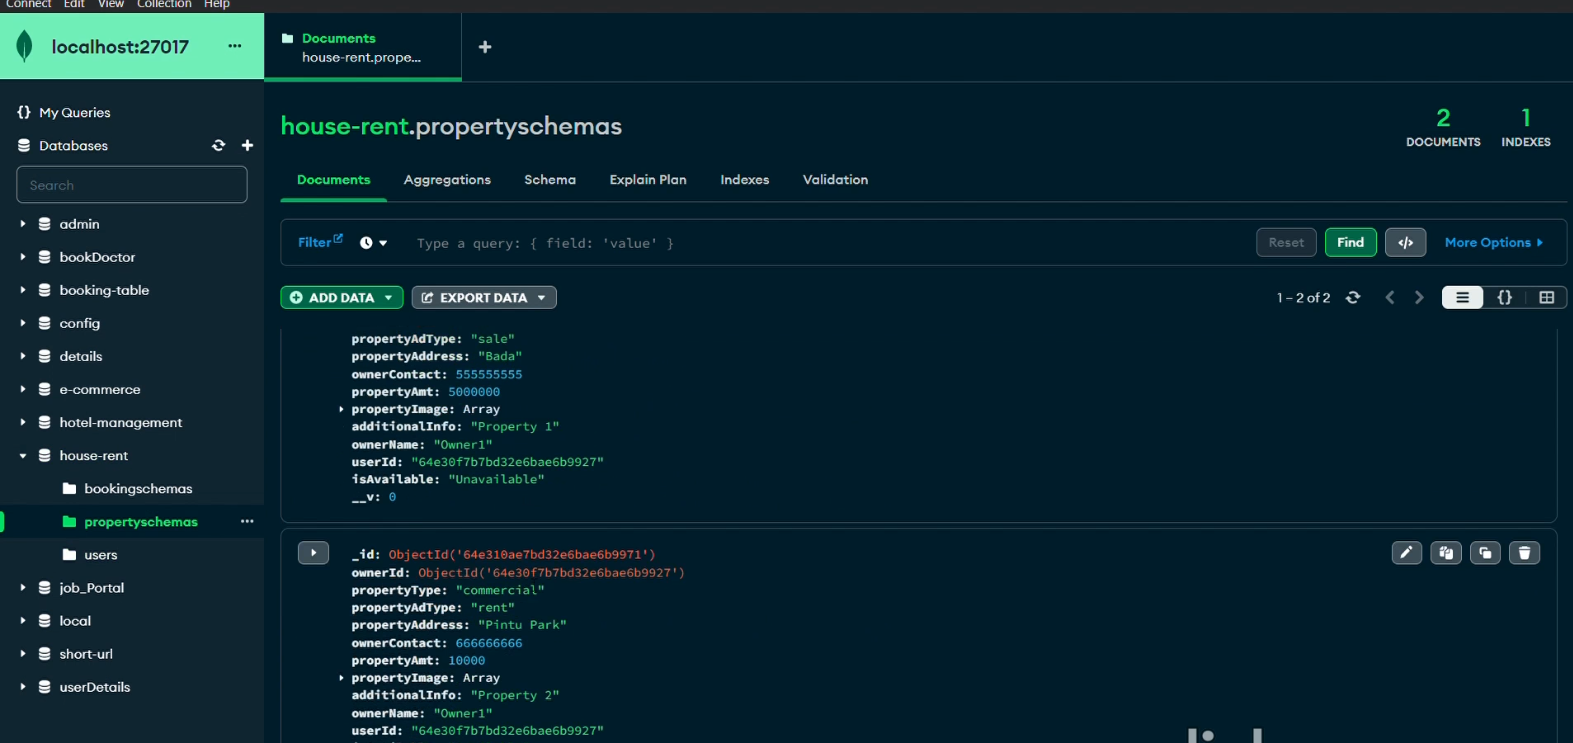 Connect Edit View Collection Help
localhost:27017 ...
Documents
house-rent.prope...
My Queries
Databases
Search
admin
bookDoctor
booking-table
config
details
e-commerce
hotel-management
house-rent
bookingschemas
propertyschemas ...
users
job_Portal
local
short-url
userDetails
house-rent.propertyschemas
2
DOCUMENTS
1
INDEXES
Documents Aggregations Schema Explain Plan Indexes Validation
Filter Type a query: { field: 'value' } Reset Find </> More Options
ADD DATA EXPORT DATA 1 – 2 of 2 {}
propertyAdType: "sale"
propertyAddress: "Bada"
ownerContact: 555555555
propertyAmt: 5000000
propertyImage: Array
additionalInfo: "Property 1"
ownerName: "Owner1"
userId: "64e30f7b7bd32e6bae6b9927"
isAvailable: "Unavailable"
__v: 0
_id: ObjectId('64e310ae7bd32e6bae6b9971')
ownerId: ObjectId('64e30f7b7bd32e6bae6b9927')
propertyType: "commercial"
propertyAdType: "rent"
propertyAddress: "Pintu Park"
ownerContact: 666666666
propertyAmt: 10000
propertyImage: Array
additionalInfo: "Property 2"
ownerName: "Owner1"
userId: "64e30f7b7bd32e6bae6b9927"